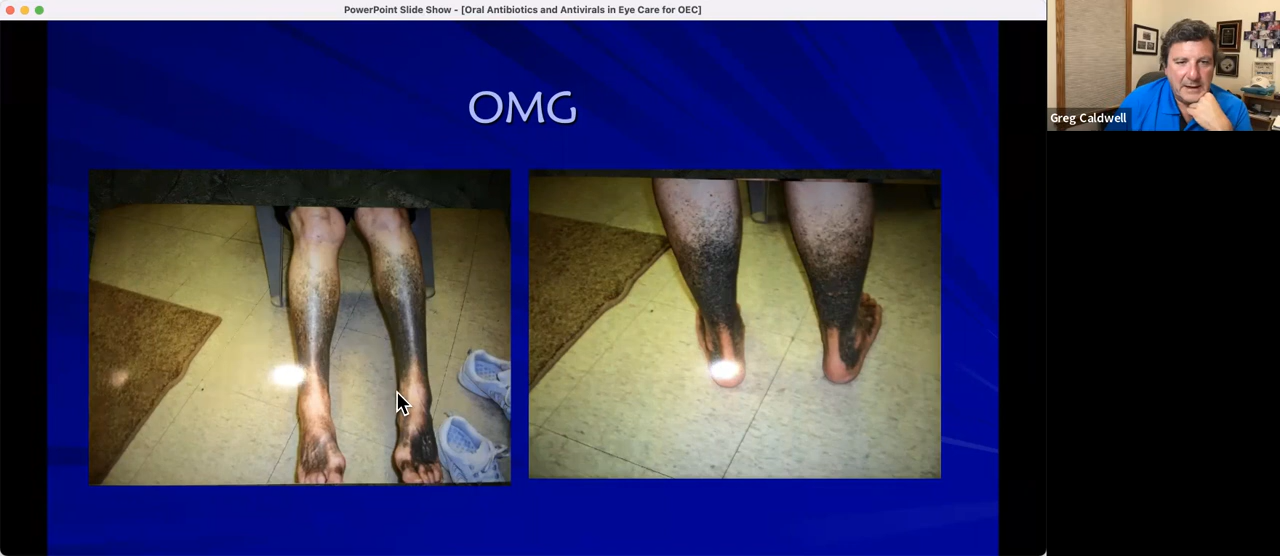 PowerPoint Slide Show - [Oral Antibiotics and Antivirals in Eye Care for OEC]
OMG
Greg Caldwell